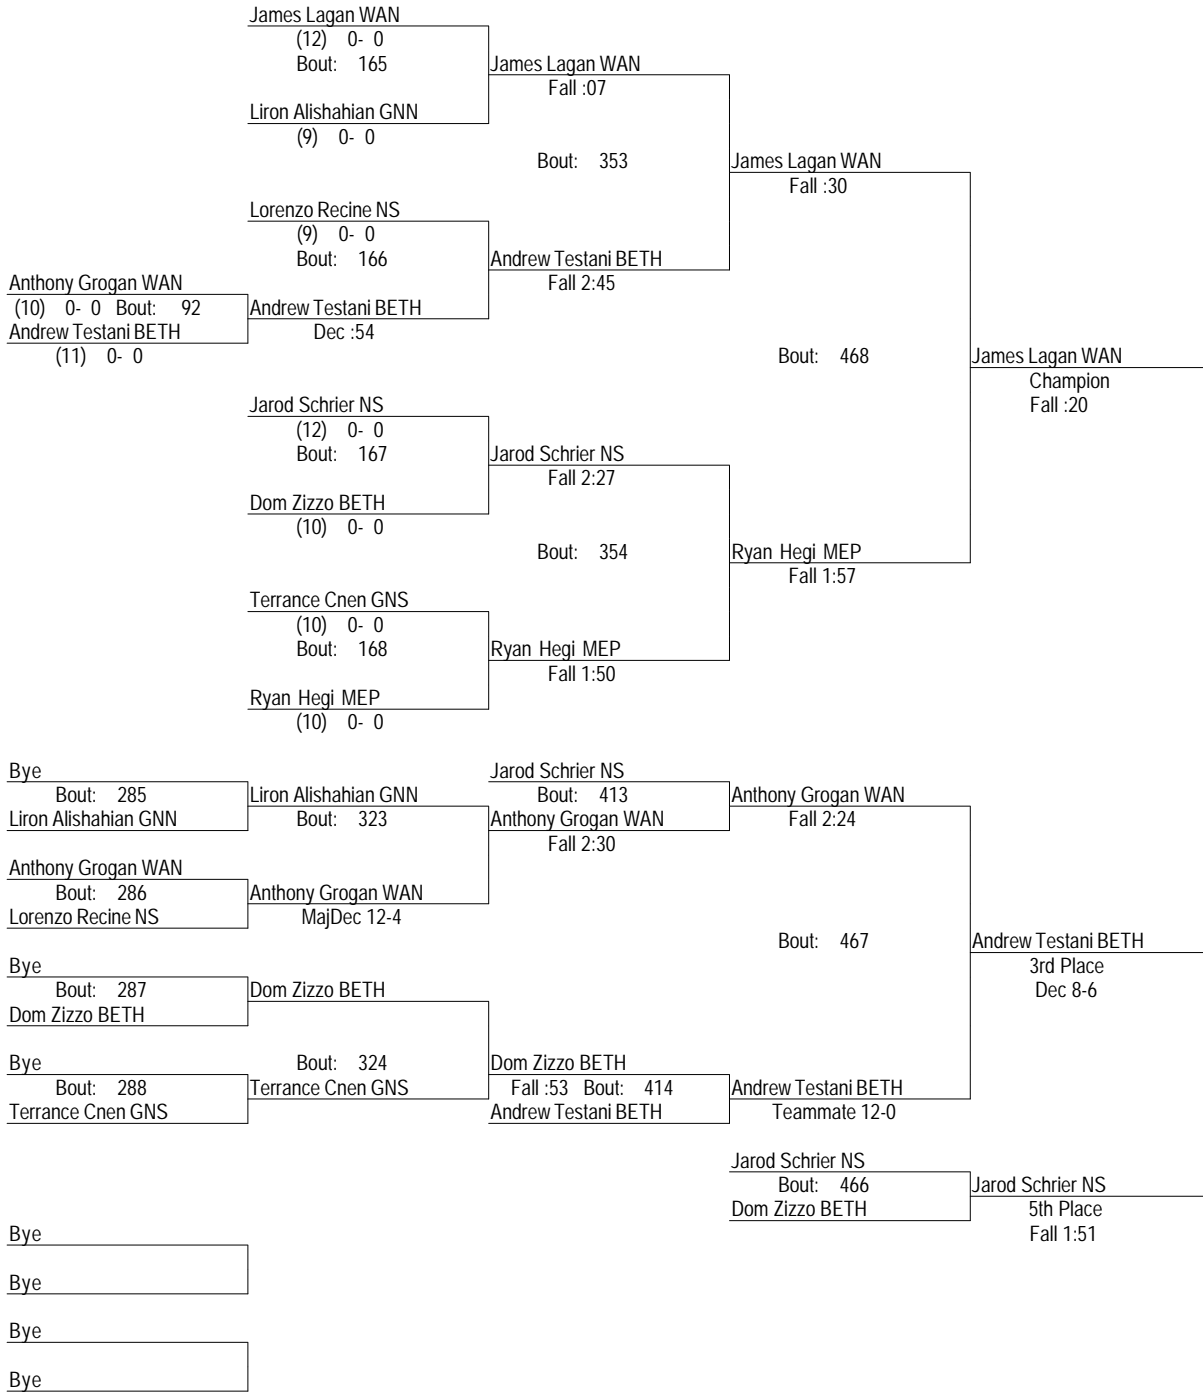 James Lagan WAN
(12) 0- 0
Bout: 165
James Lagan WAN
Fall :07
Liron Alishahian GNN
(9) 0- 0
Bout: 353
James Lagan WAN
Fall :30
Lorenzo Recine NS
(9) 0- 0
Bout: 166
Andrew Testani BETH
Fall 2:45
Anthony Grogan WAN
(10) 0- 0 Bout: 92
Andrew Testani BETH
Dec :54
Andrew Testani BETH
(11) 0- 0
Bout: 468
James Lagan WAN
Champion
Fall :20
Jarod Schrier NS
(12) 0- 0
Bout: 167
Jarod Schrier NS
Fall 2:27
Dom Zizzo BETH
(10) 0- 0
Bout: 354
Ryan Hegi MEP
Fall 1:57
Terrance Cnen GNS
(10) 0- 0
Bout: 168
Ryan Hegi MEP
Fall 1:50
Ryan Hegi MEP
(10) 0- 0
Bye
Bout: 285
Liron Alishahian GNN
Liron Alishahian GNN
Bout: 323
Jarod Schrier NS
Bout: 413
Anthony Grogan WAN
Fall 2:30
Anthony Grogan WAN
Fall 2:24
Anthony Grogan WAN
Bout: 286
Lorenzo Recine NS
Anthony Grogan WAN
MajDec 12-4
Bout: 467
Andrew Testani BETH
3rd Place
Dec 8-6
Bye
Bout: 287
Dom Zizzo BETH
Dom Zizzo BETH
Bye
Bout: 288
Terrance Cnen GNS
Bout: 324
Terrance Cnen GNS
Dom Zizzo BETH
Fall :53 Bout: 414
Andrew Testani BETH
Andrew Testani BETH
Teammate 12-0
Jarod Schrier NS
Bout: 466
Dom Zizzo BETH
Jarod Schrier NS
5th Place
Fall 1:51
Bye
Bye
Bye
Bye